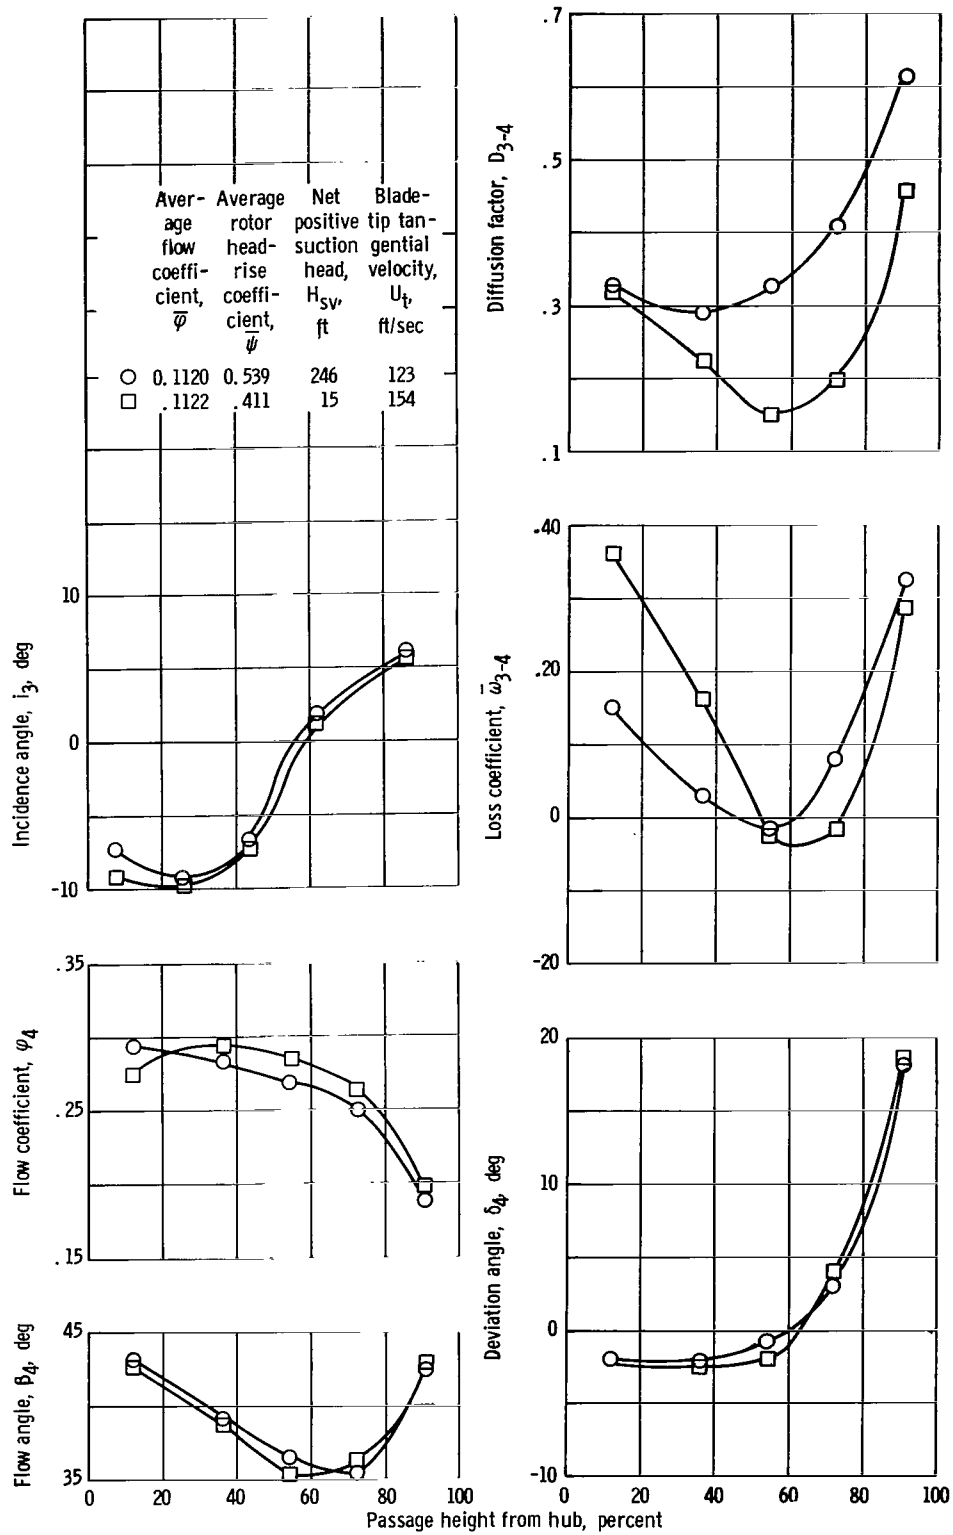 Aver- Average Net Blade-
age rotor positive tip tan-
flow head- suction gential
coeffi- rise head, velocity,
cient, coeffi- Hsv, Ut,
φ̅ cient, ft ft/sec
ψ̅
0.1120 0.539 246 123
.1122 .411 15 154
10
0
-10
Incidence angle, i3, deg
.35
.25
.15
Flow coefficient, φ4
45
35
Flow angle, β4, deg
0 20 40 60 80 100
.7
.5
.3
.1
Diffusion factor, D3-4
.40
.20
0
-20
Loss coefficient, ω̅3-4
20
10
0
-10
Deviation angle, δ4, deg
0 20 40 60 80 100
Passage height from hub, percent